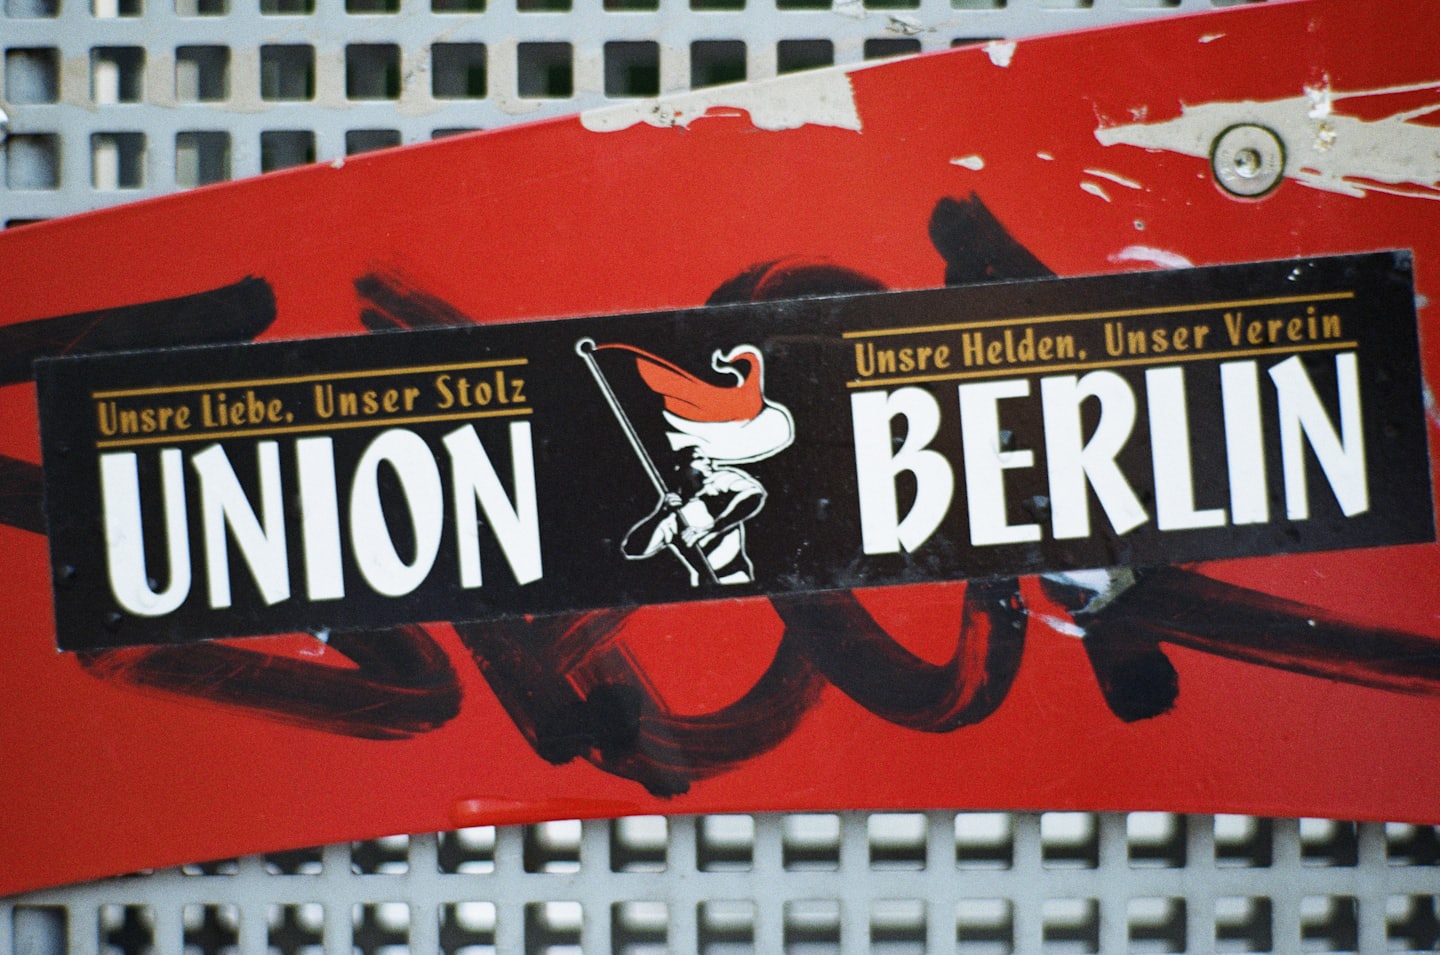 Unsre Liebe, Unser Stolz
UNION
Unsre Helden, Unser Verein
BERLIN